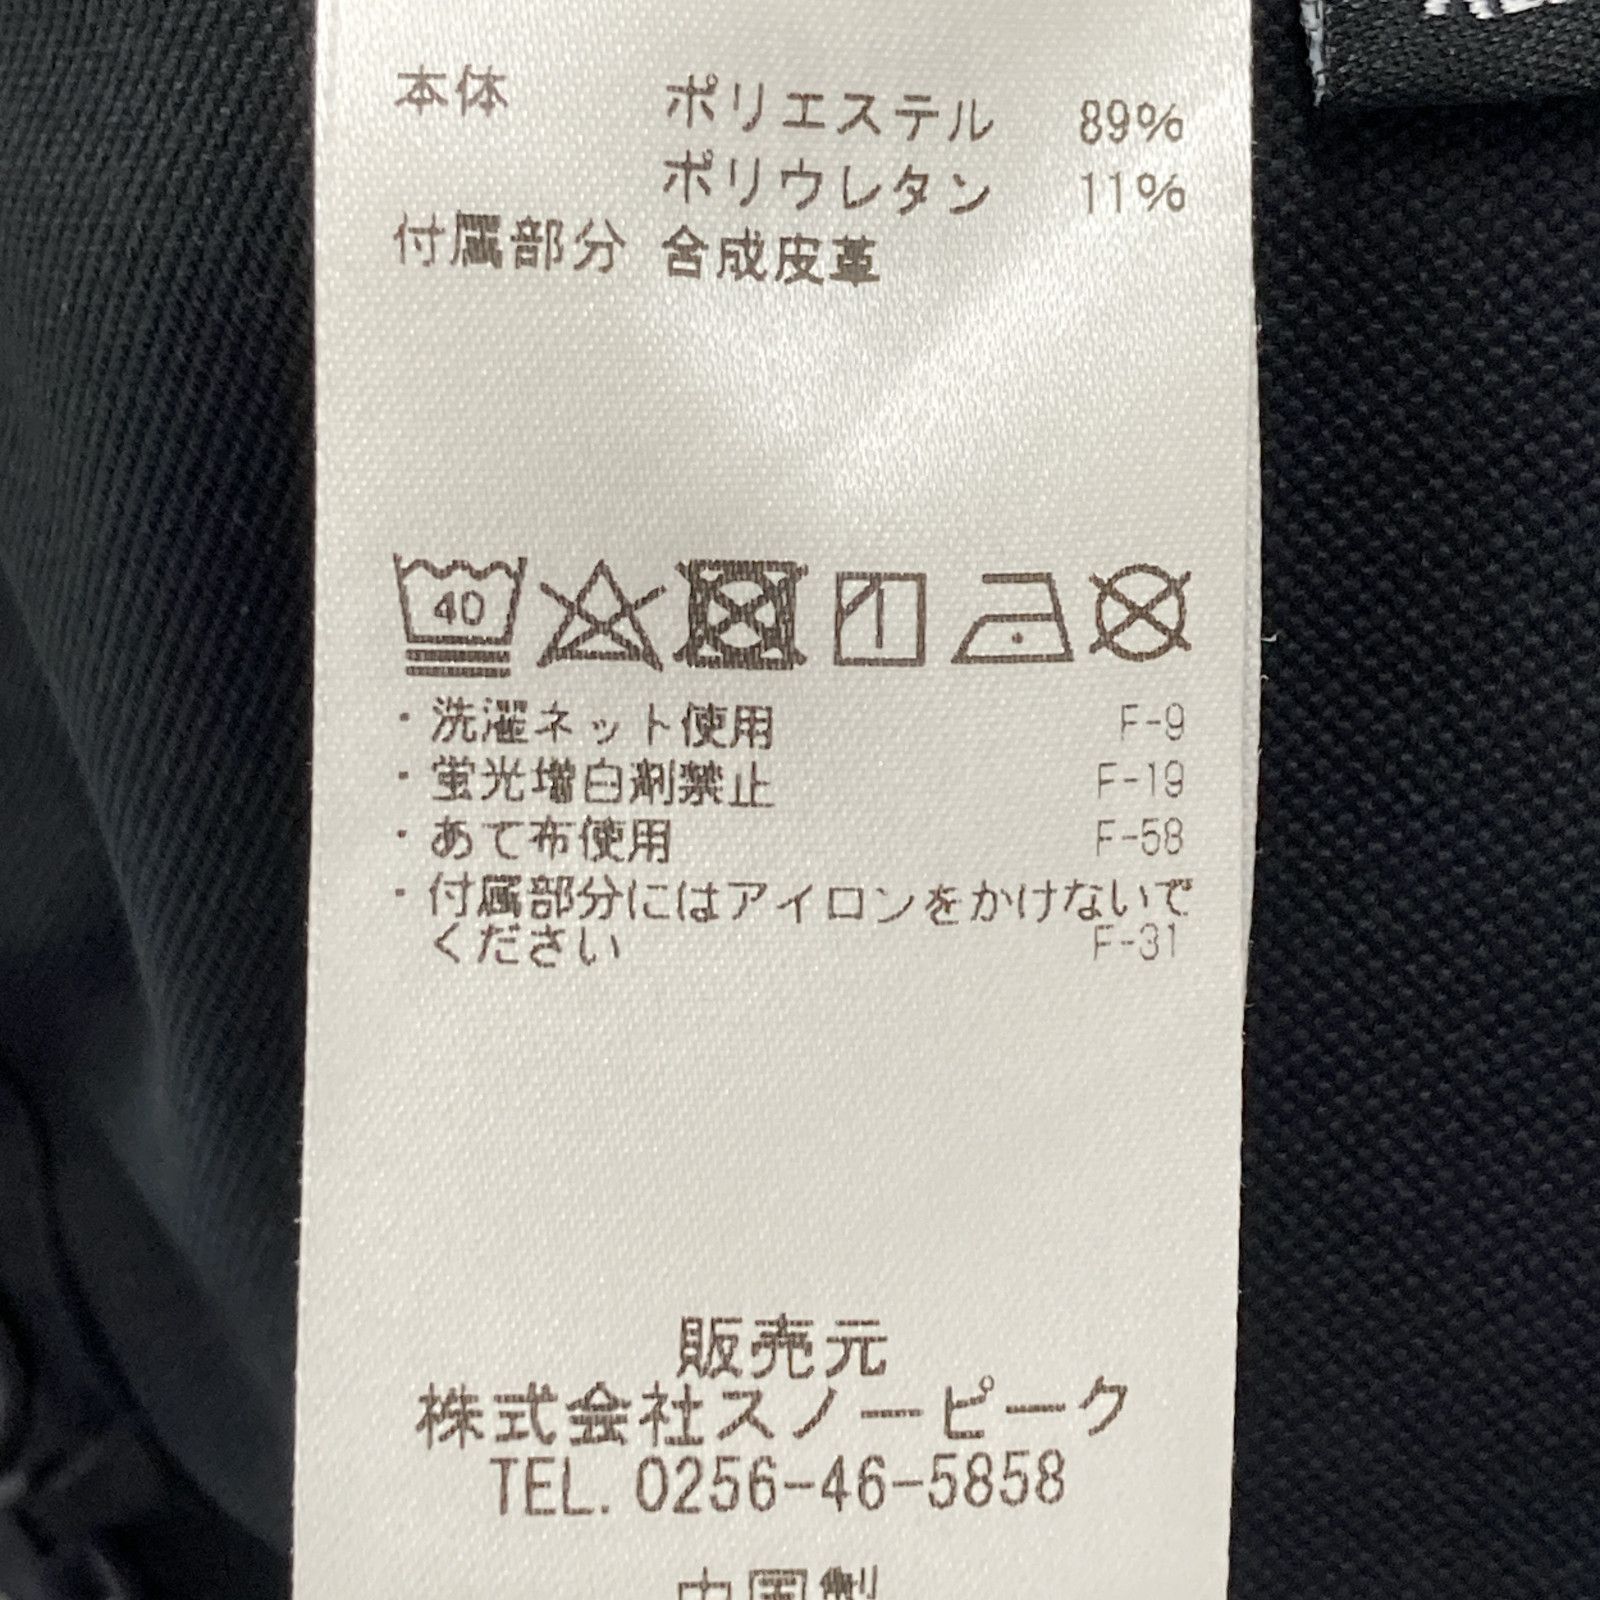 本体 ポリエステル 89%
ポリウレタン 11%
付属部分 合成皮革
40
・洗濯ネット使用 F-9
・蛍光増白剤禁止 F-19
・あて布使用 F-58
・付属部分にはアイロンをかけないで
ください F-31
販売元
株式会社スノーピーク
TEL. 0256-46-5858
中国製